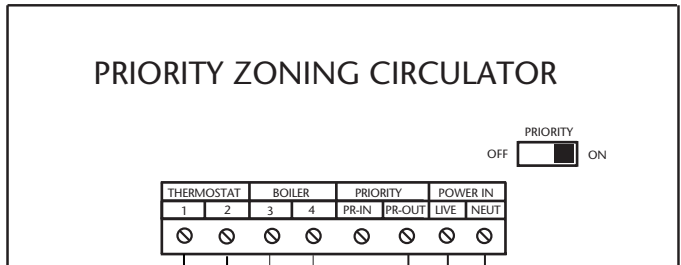 PRIORITY ZONING CIRCULATOR
PRIORITY
OFF ON
THERMOSTAT BOILER PRIORITY POWER IN
1 2 3 4 PR-IN PR-OUT LIVE NEUT